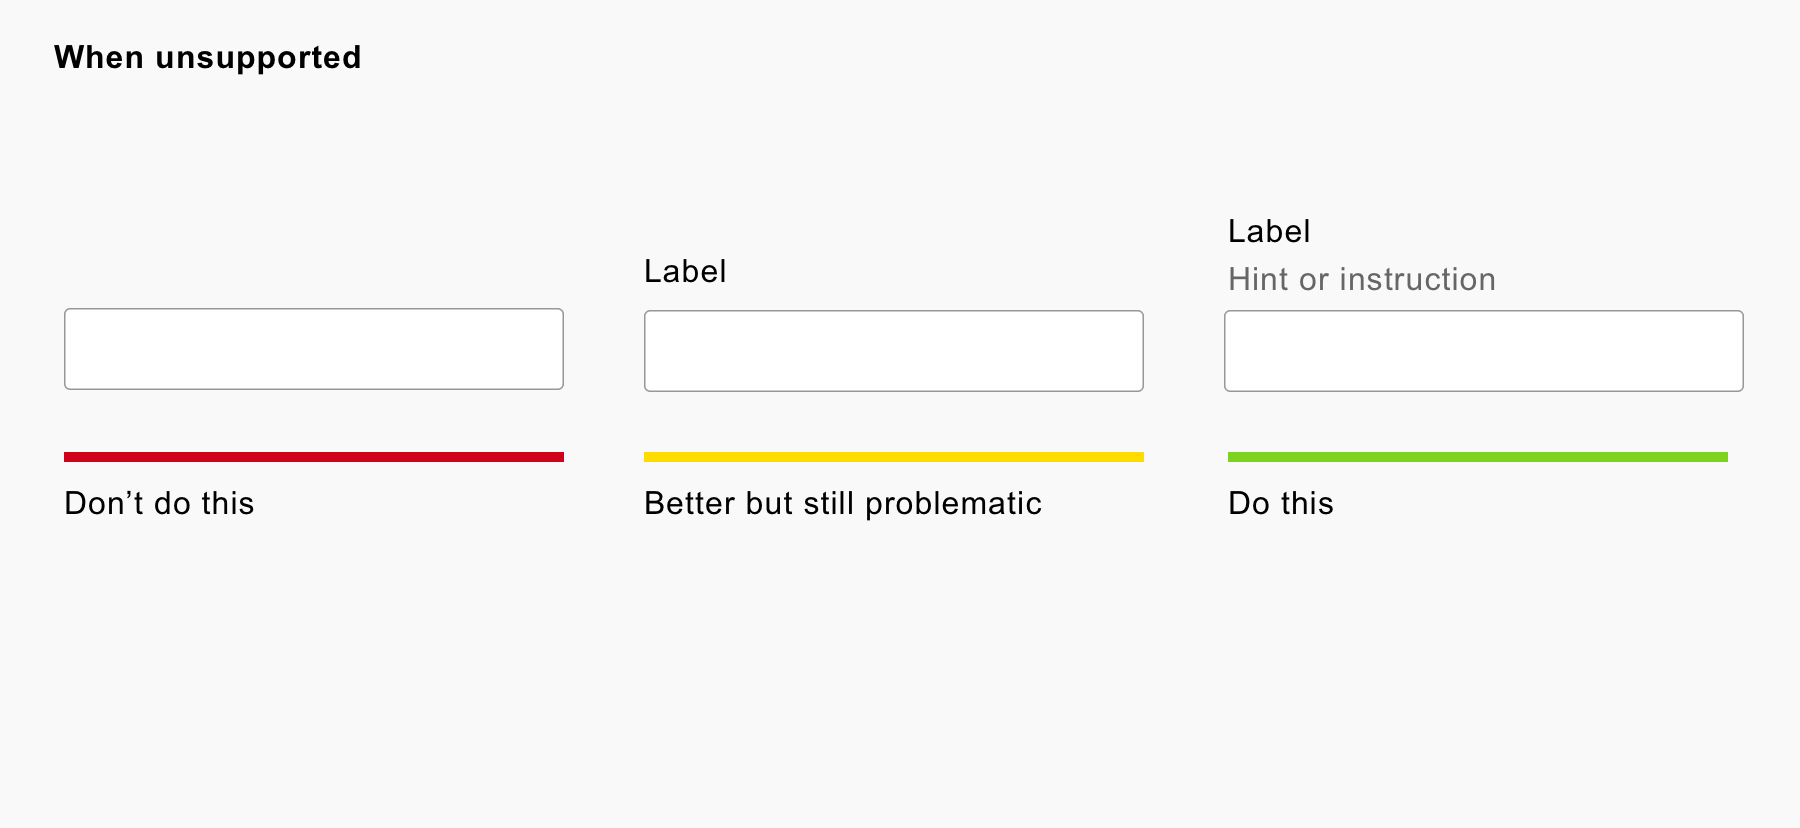 When unsupported
Label
Label
Hint or instruction
Don’t do this
Better but still problematic
Do this